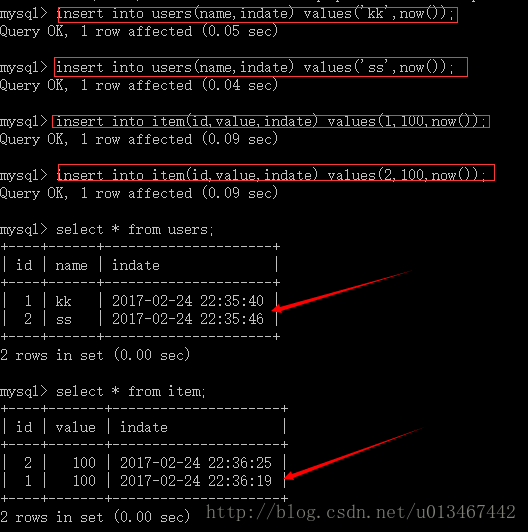 mysql> insert into users(name,indate) values('kk',now());
Query OK, 1 row affected (0.05 sec)
mysql> insert into users(name,indate) values('ss',now());
Query OK, 1 row affected (0.04 sec)
mysql> insert into item(id,value,indate) values(1,100,now());
Query OK, 1 row affected (0.09 sec)
mysql> insert into item(id,value,indate) values(2,100,now());
Query OK, 1 row affected (0.09 sec)
mysql> select * from users;
+----+------+---------------------+
| id | name | indate              |
+----+------+---------------------+
|  1 | kk   | 2017-02-24 22:35:40 |
|  2 | ss   | 2017-02-24 22:35:46 |
+----+------+---------------------+
2 rows in set (0.00 sec)
mysql> select * from item;
+----+-------+---------------------+
| id | value | indate              |
+----+-------+---------------------+
|  2 |   100 | 2017-02-24 22:36:25 |
|  1 |   100 | 2017-02-24 22:36:19 |
+----+-------+---------------------+
2 rows in set (0.00 sec)
http://blog.csdn.net/u013467442